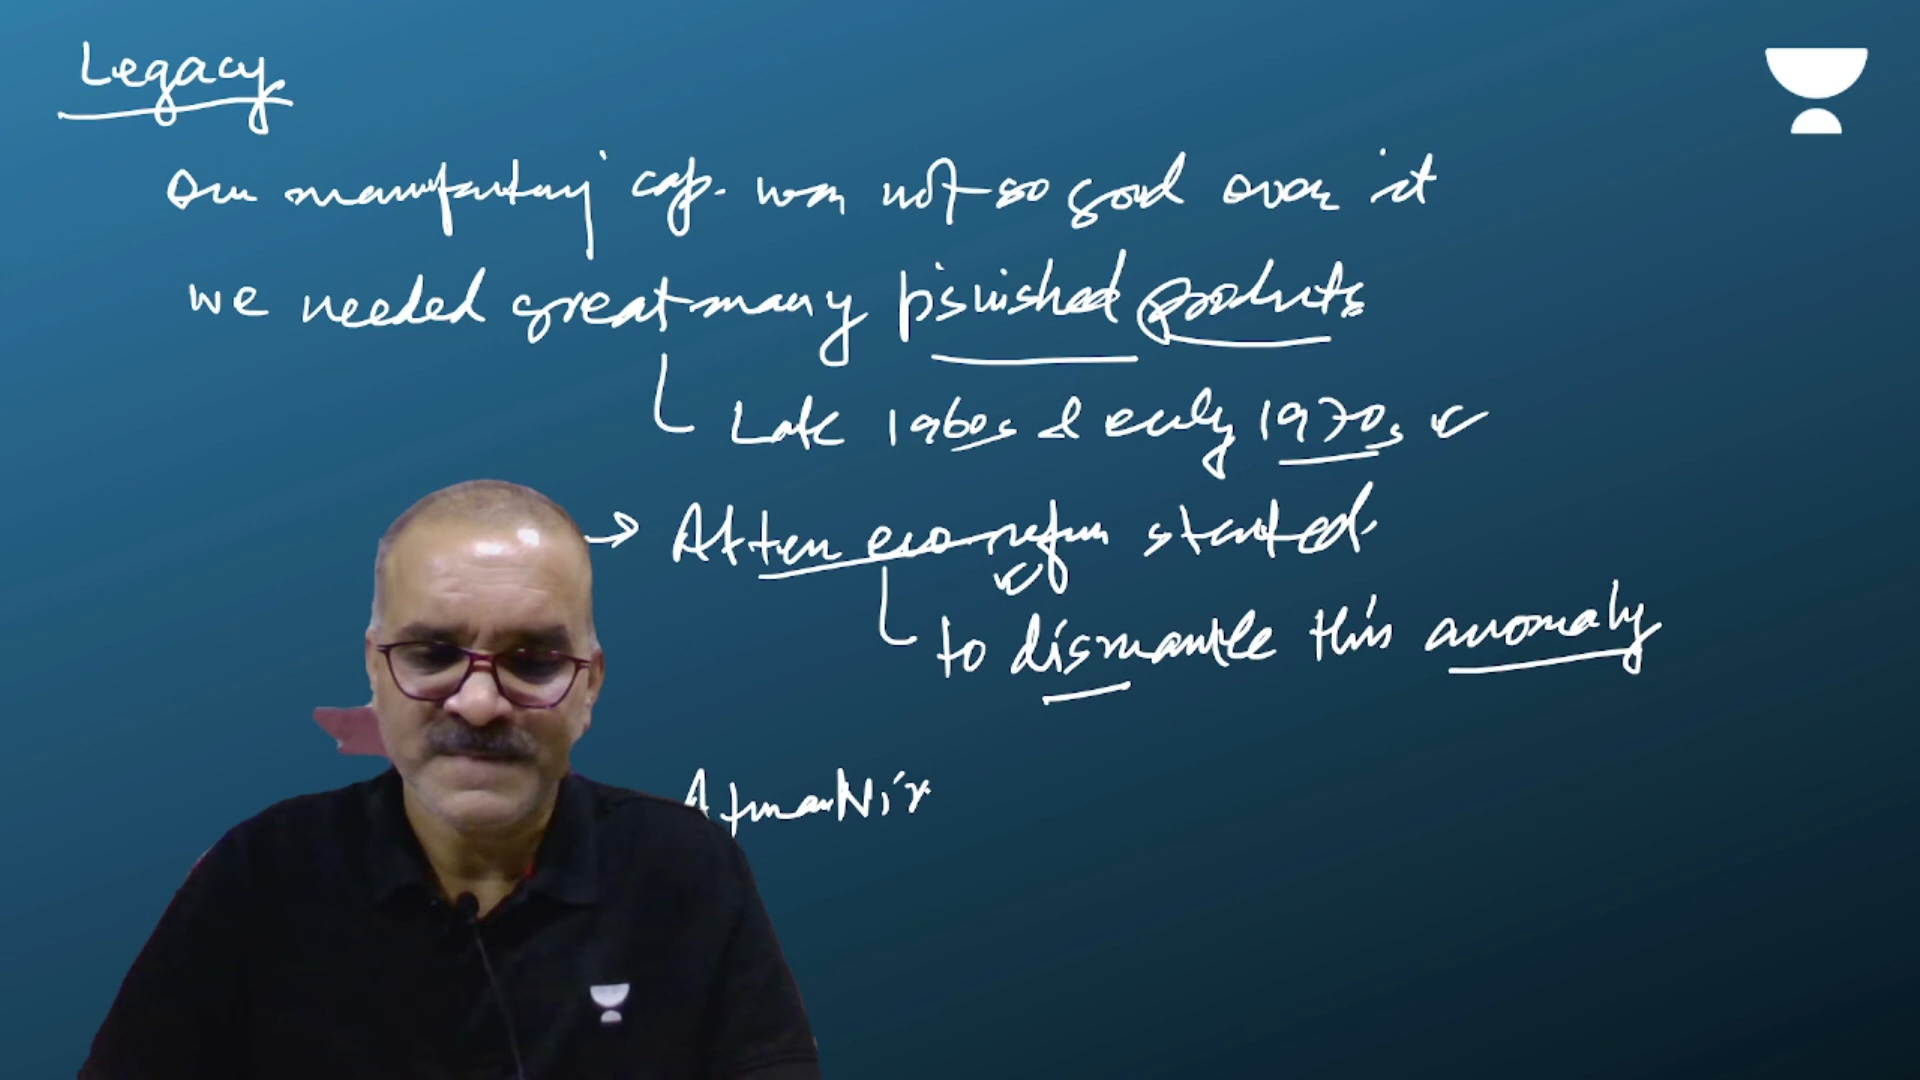 Legacy
Our manufacturing cap. was not so good over it
we needed great many finished products
Late 1960s & early 1970s
→ After eco reform started.
to dismantle this anomaly
AtmaNir